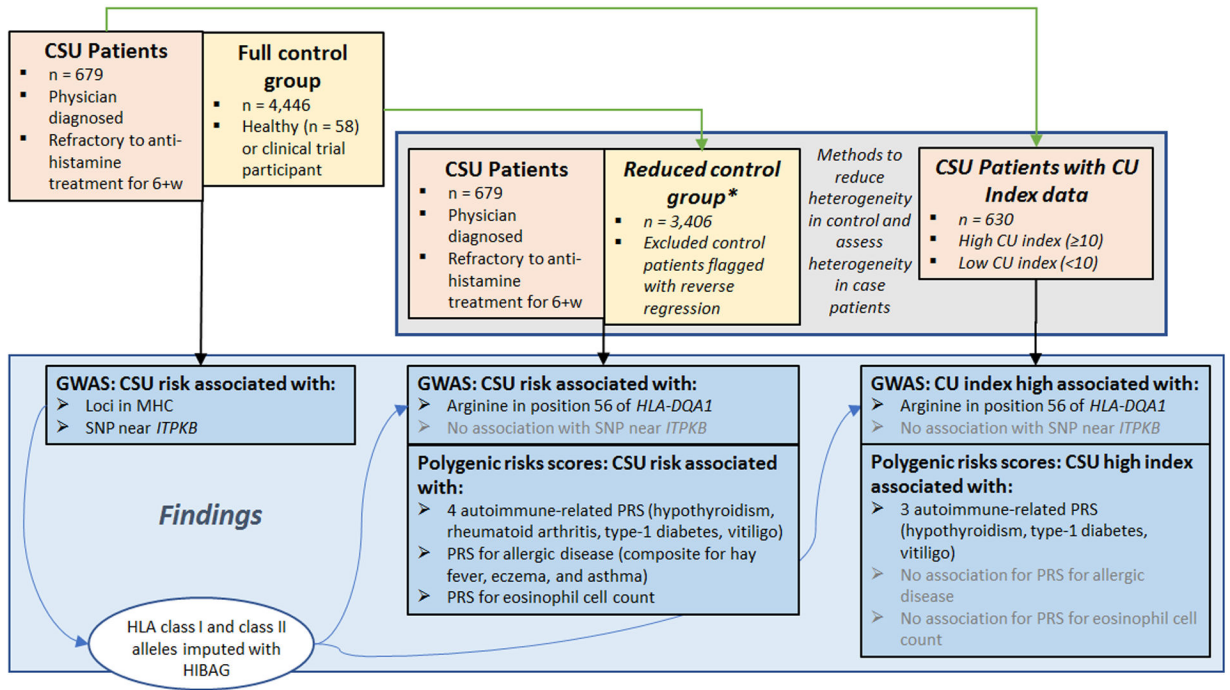 CSU Patients
▪ n = 679
▪ Physician
diagnosed
▪ Refractory to anti-
histamine
treatment for 6+w
Full control
group
▪ n = 4,446
▪ Healthy (n = 58)
or clinical trial
participant
CSU Patients
▪ n = 679
▪ Physician
diagnosed
▪ Refractory to anti-
histamine
treatment for 6+w
Reduced control
group*
▪ n = 3,406
▪ Excluded control
patients flagged
with reverse
regression
Methods to
reduce
heterogeneity
in control and
assess
heterogeneity
in case
patients
CSU Patients with CU
Index data
▪ n = 630
▪ High CU index (≥10)
▪ Low CU index (<10)
GWAS: CSU risk associated with:
➢ Loci in MHC
➢ SNP near ITPKB
GWAS: CSU risk associated with:
➢ Arginine in position 56 of HLA-DQA1
➢ No association with SNP near ITPKB
Polygenic risks scores: CSU risk associated
with:
➢ 4 autoimmune-related PRS (hypothyroidism,
rheumatoid arthritis, type-1 diabetes, vitiligo)
➢ PRS for allergic disease (composite for hay
fever, eczema, and asthma)
➢ PRS for eosinophil cell count
GWAS: CU index high associated with:
➢ Arginine in position 56 of HLA-DQA1
➢ No association with SNP near ITPKB
Polygenic risks scores: CSU high index
associated with:
➢ 3 autoimmune-related PRS
(hypothyroidism, type-1 diabetes,
vitiligo)
➢ No association for PRS for allergic
disease
➢ No association for PRS for eosinophil cell
count
Findings
HLA class I and class II
alleles imputed with
HIBAG